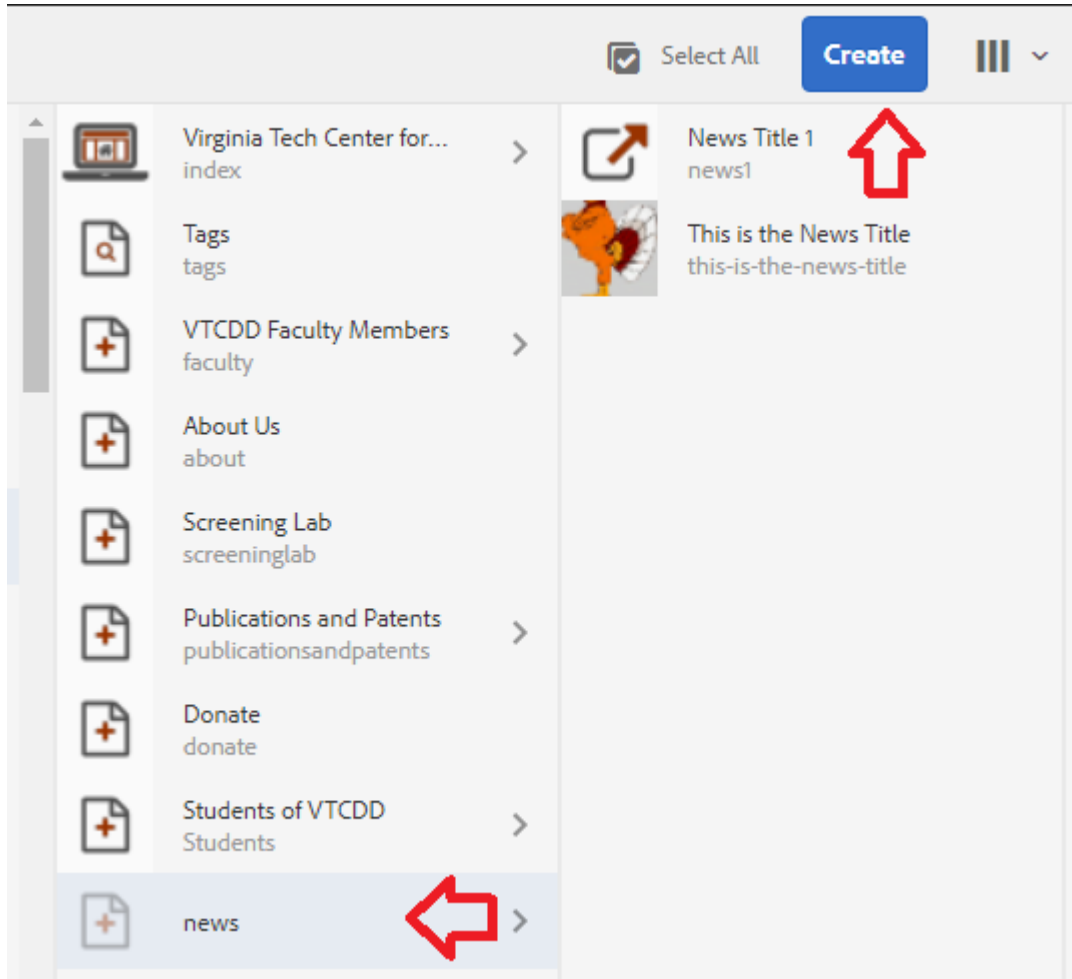 Select All
Create
Virginia Tech Center for...
index
Tags
tags
VTCDD Faculty Members
faculty
About Us
about
Screening Lab
screeninglab
Publications and Patents
publicationsandpatents
Donate
donate
Students of VTCDD
Students
news
News Title 1
news1
This is the News Title
this-is-the-news-title